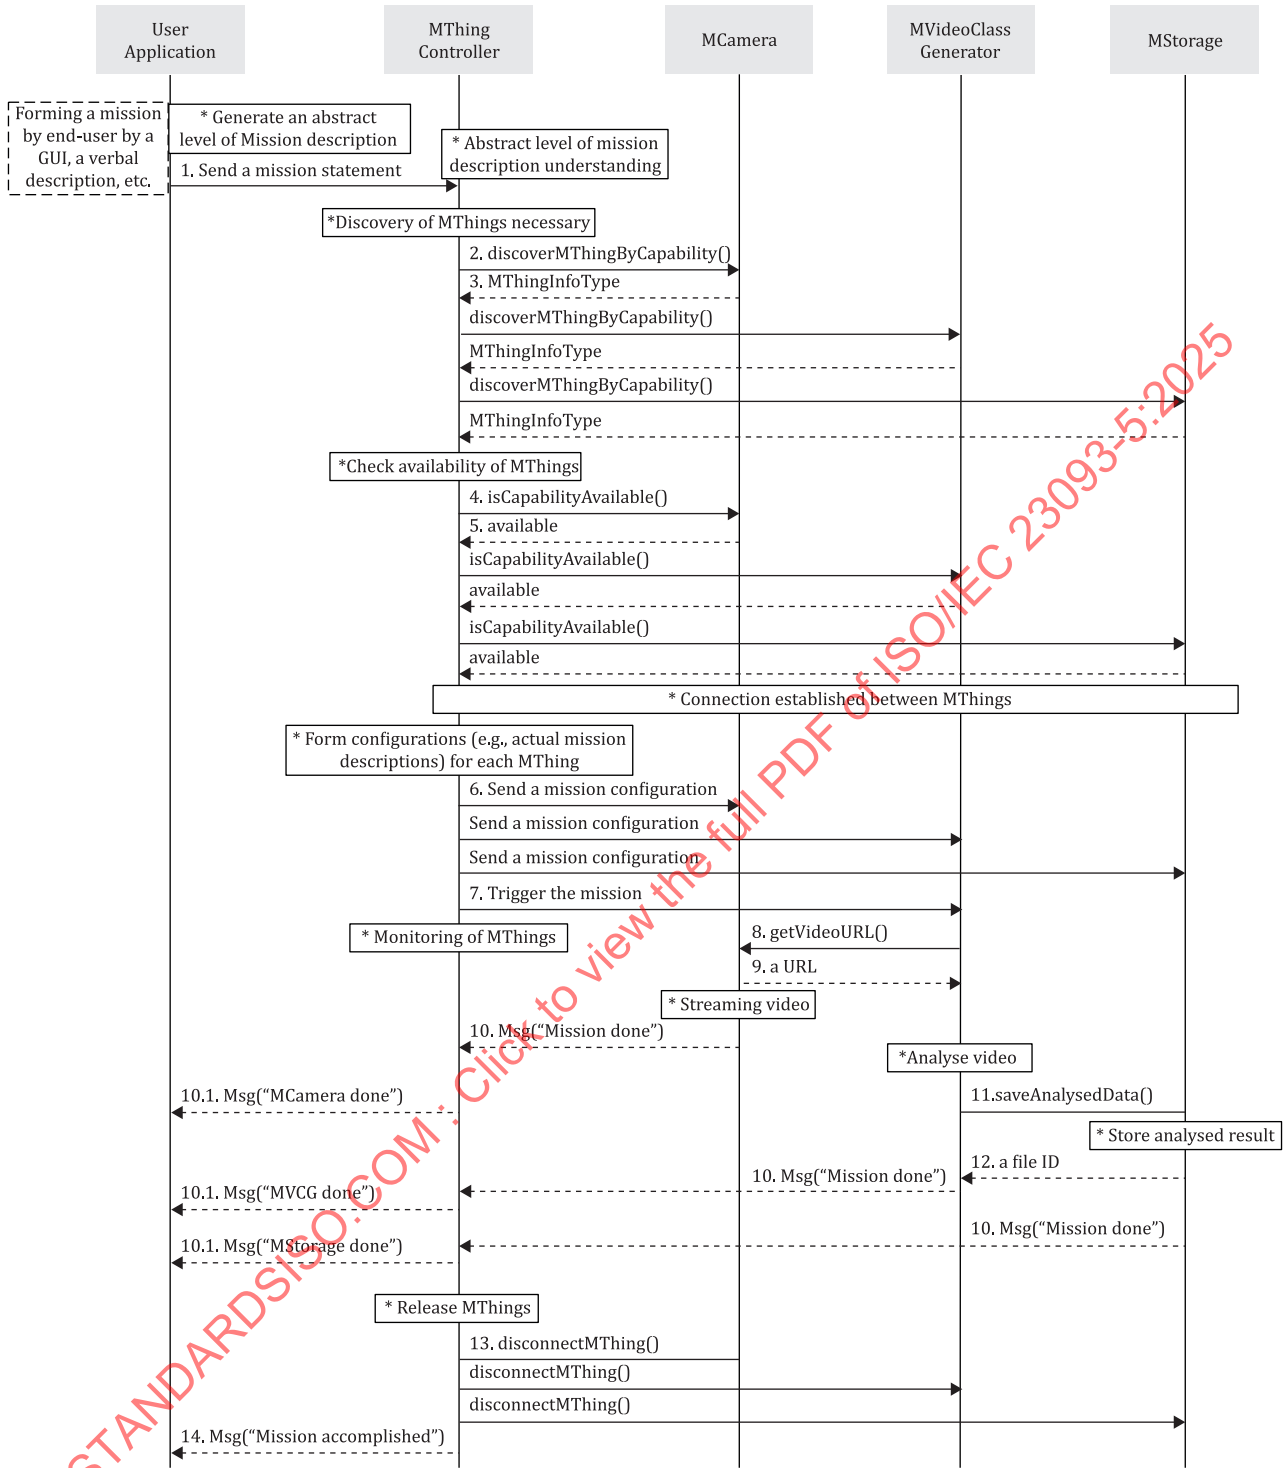 User
Application
MThing
Controller
MCamera
MVideoClass
Generator
MStorage
Forming a mission
by end-user by a
GUI, a verbal
description, etc.
* Generate an abstract
level of Mission description
* Abstract level of mission
description understanding
1. Send a mission statement
*Discovery of MThings necessary
2. discoverMThingByCapability()
3. MThingInfoType
discoverMThingByCapability()
MThingInfoType
discoverMThingByCapability()
MThingInfoType
*Check availability of MThings
4. isCapabilityAvailable()
5. available
isCapabilityAvailable()
available
isCapabilityAvailable()
available
* Connection established between MThings
* Form configurations (e.g., actual mission
descriptions) for each MThing
6. Send a mission configuration
Send a mission configuration
Send a mission configuration
7. Trigger the mission
* Monitoring of MThings
8. getVideoURL()
9. a URL
* Streaming video
10. Msg(“Mission done”)
*Analyse video
10.1. Msg(“MCamera done”)
11.saveAnalysedData()
* Store analysed result
12. a file ID
10. Msg(“Mission done”)
10.1. Msg(“MVCG done”)
10. Msg(“Mission done”)
10.1. Msg(“MStorage done”)
* Release MThings
13. disconnectMThing()
disconnectMThing()
disconnectMThing()
14. Msg(“Mission accomplished”)
STANDARDSISO.COM : Click to view the full PDF of ISO/IEC 23093-5:2025